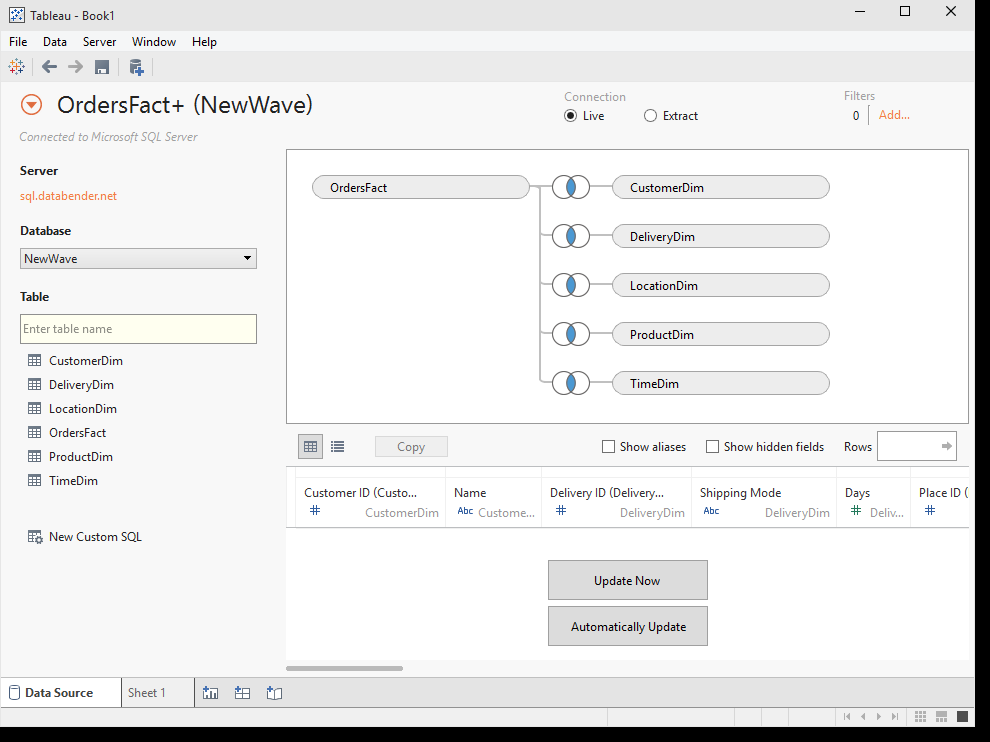 Tableau - Book1
File Data Server Window Help
OrdersFact+ (NewWave)
Connected to Microsoft SQL Server
Connection
Live Extract
Filters
0 Add...
Server
sql.databender.net
Database
NewWave
Table
Enter table name
CustomerDim
DeliveryDim
LocationDim
OrdersFact
ProductDim
TimeDim
New Custom SQL
OrdersFact
CustomerDim
DeliveryDim
LocationDim
ProductDim
TimeDim
Copy Show aliases Show hidden fields Rows
Customer ID (Custo... Name Delivery ID (Delivery... Shipping Mode Days Place ID (
# CustomerDim Abc Custome... # DeliveryDim Abc DeliveryDim # Deliv... #
Update Now
Automatically Update
Data Source Sheet 1